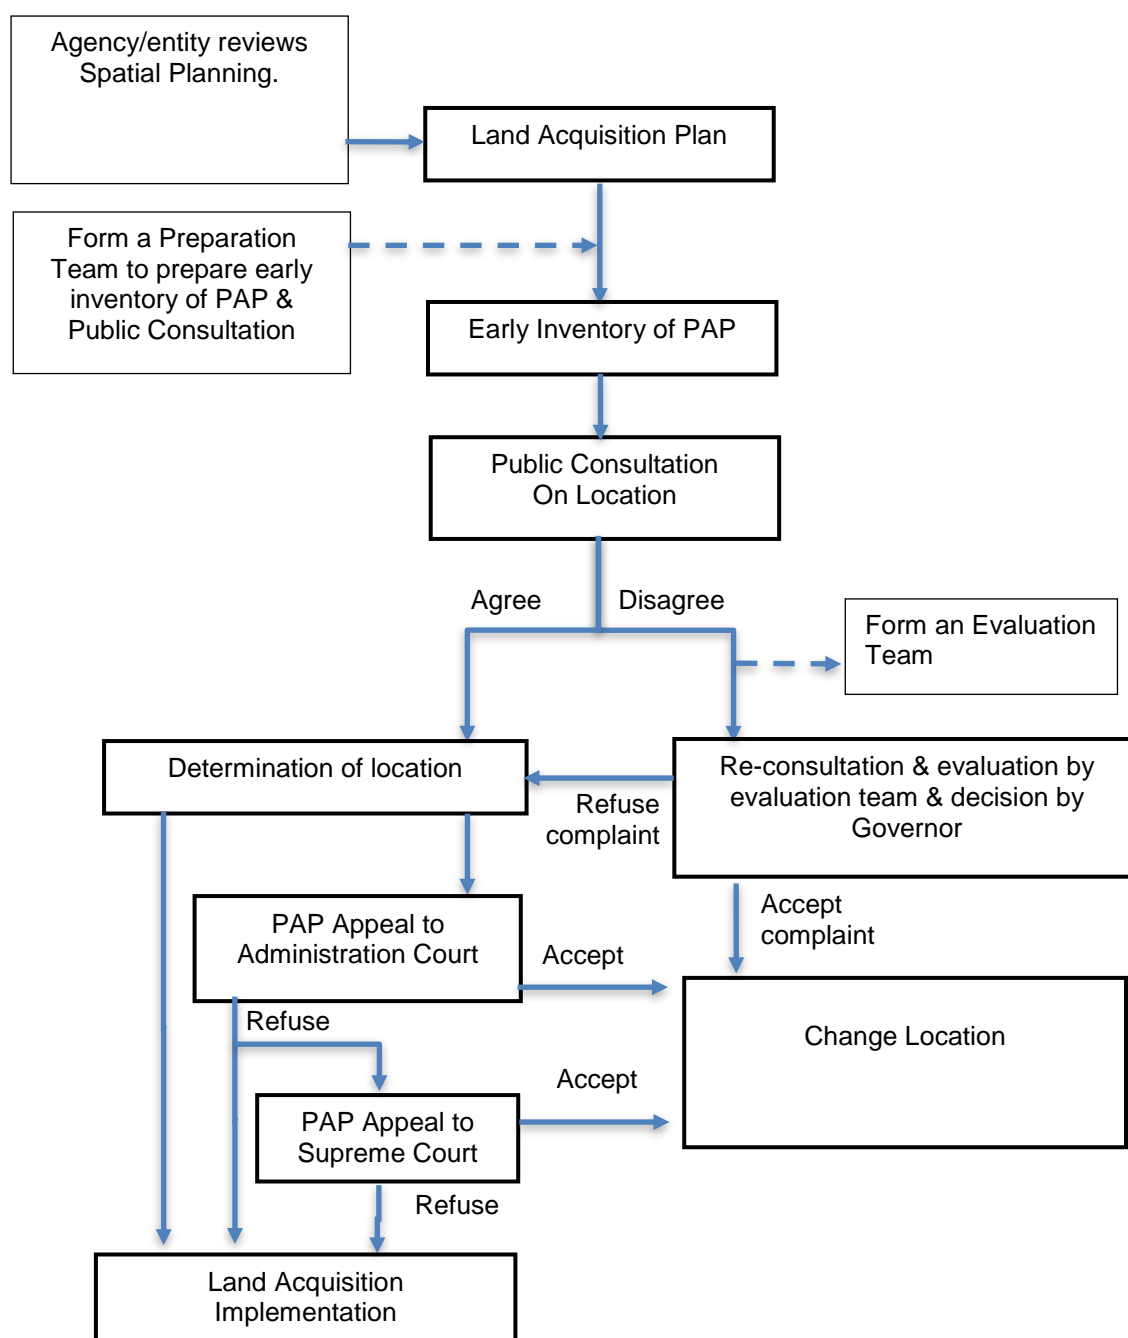 Agency/entity reviews
Spatial Planning.
Land Acquisition Plan
Form a Preparation
Team to prepare early
inventory of PAP &
Public Consultation
Early Inventory of PAP
Public Consultation
On Location
Agree
Disagree
Form an Evaluation
Team
Determination of location
Re-consultation & evaluation by
evaluation team & decision by
Governor
Refuse
complaint
Accept
complaint
PAP Appeal to
Administration Court
Accept
Change Location
Refuse
Accept
PAP Appeal to
Supreme Court
Refuse
Land Acquisition
Implementation